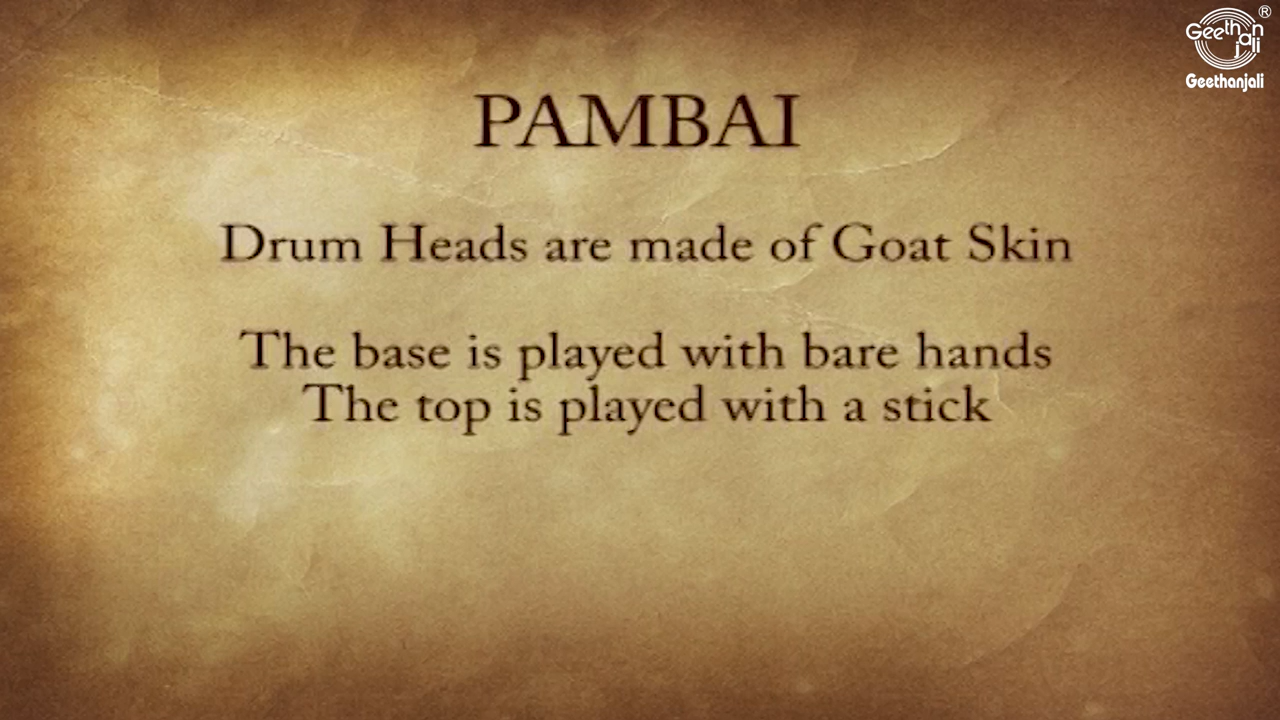 Geethanjali ®
Geethanjali
PAMBAI
Drum Heads are made of Goat Skin
The base is played with bare hands
The top is played with a stick